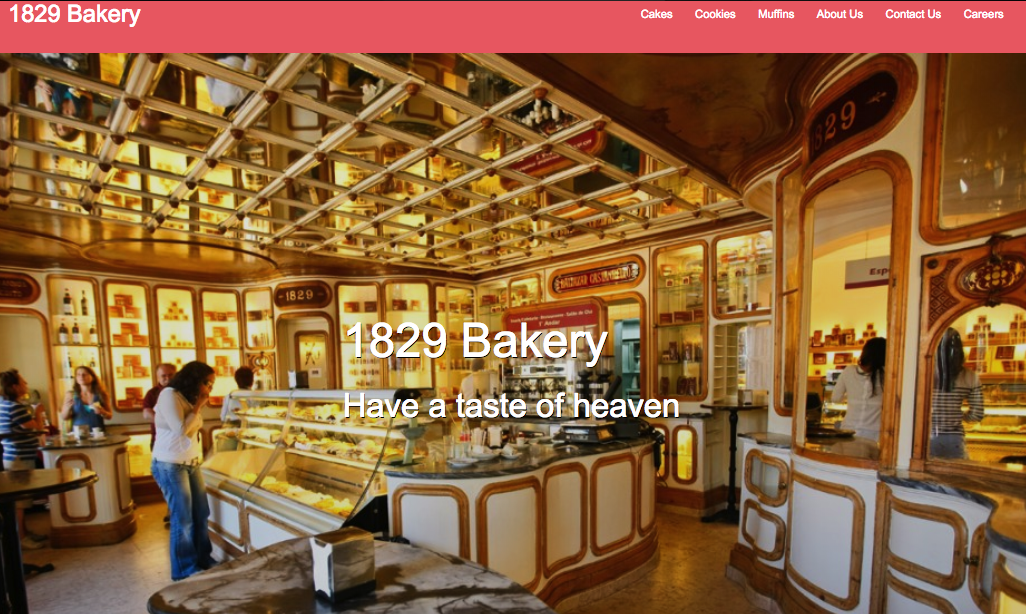 1829 Bakery
Cakes Cookies Muffins About Us Contact Us Careers
1829
1829
1829 Bakery
Have a taste of heaven